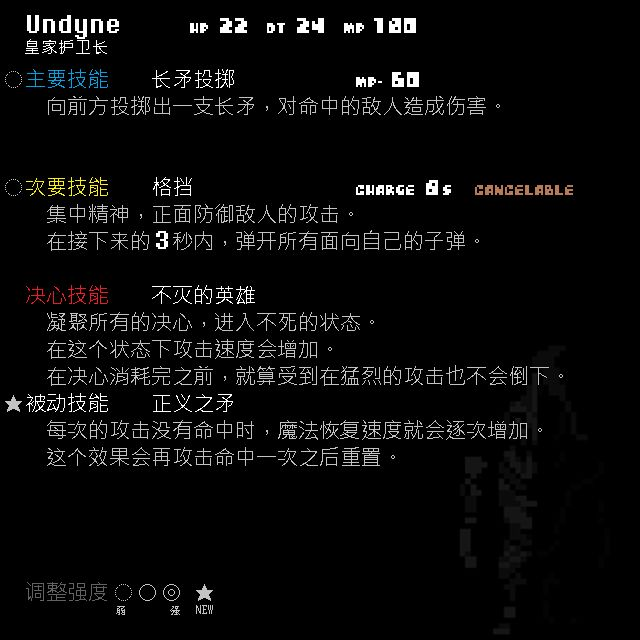 Undyne HP 22 DT 24 MP 100
皇家护卫长
主要技能 长矛投掷 MP- 60
向前方投掷出一支长矛，对命中的敌人造成伤害。
次要技能 格挡 CHARGE 8s CANCELABLE
集中精神，正面防御敌人的攻击。
在接下来的3秒内，弹开所有面向自己的子弹。
决心技能 不灭的英雄
凝聚所有的决心，进入不死的状态。
在这个状态下攻击速度会增加。
在决心消耗完之前，就算受到在猛烈的攻击也不会倒下。
★被动技能 正义之矛
每次的攻击没有命中时，魔法恢复速度就会逐次增加。
这个效果会再攻击命中一次之后重置。
调整强度
弱 强 NEW